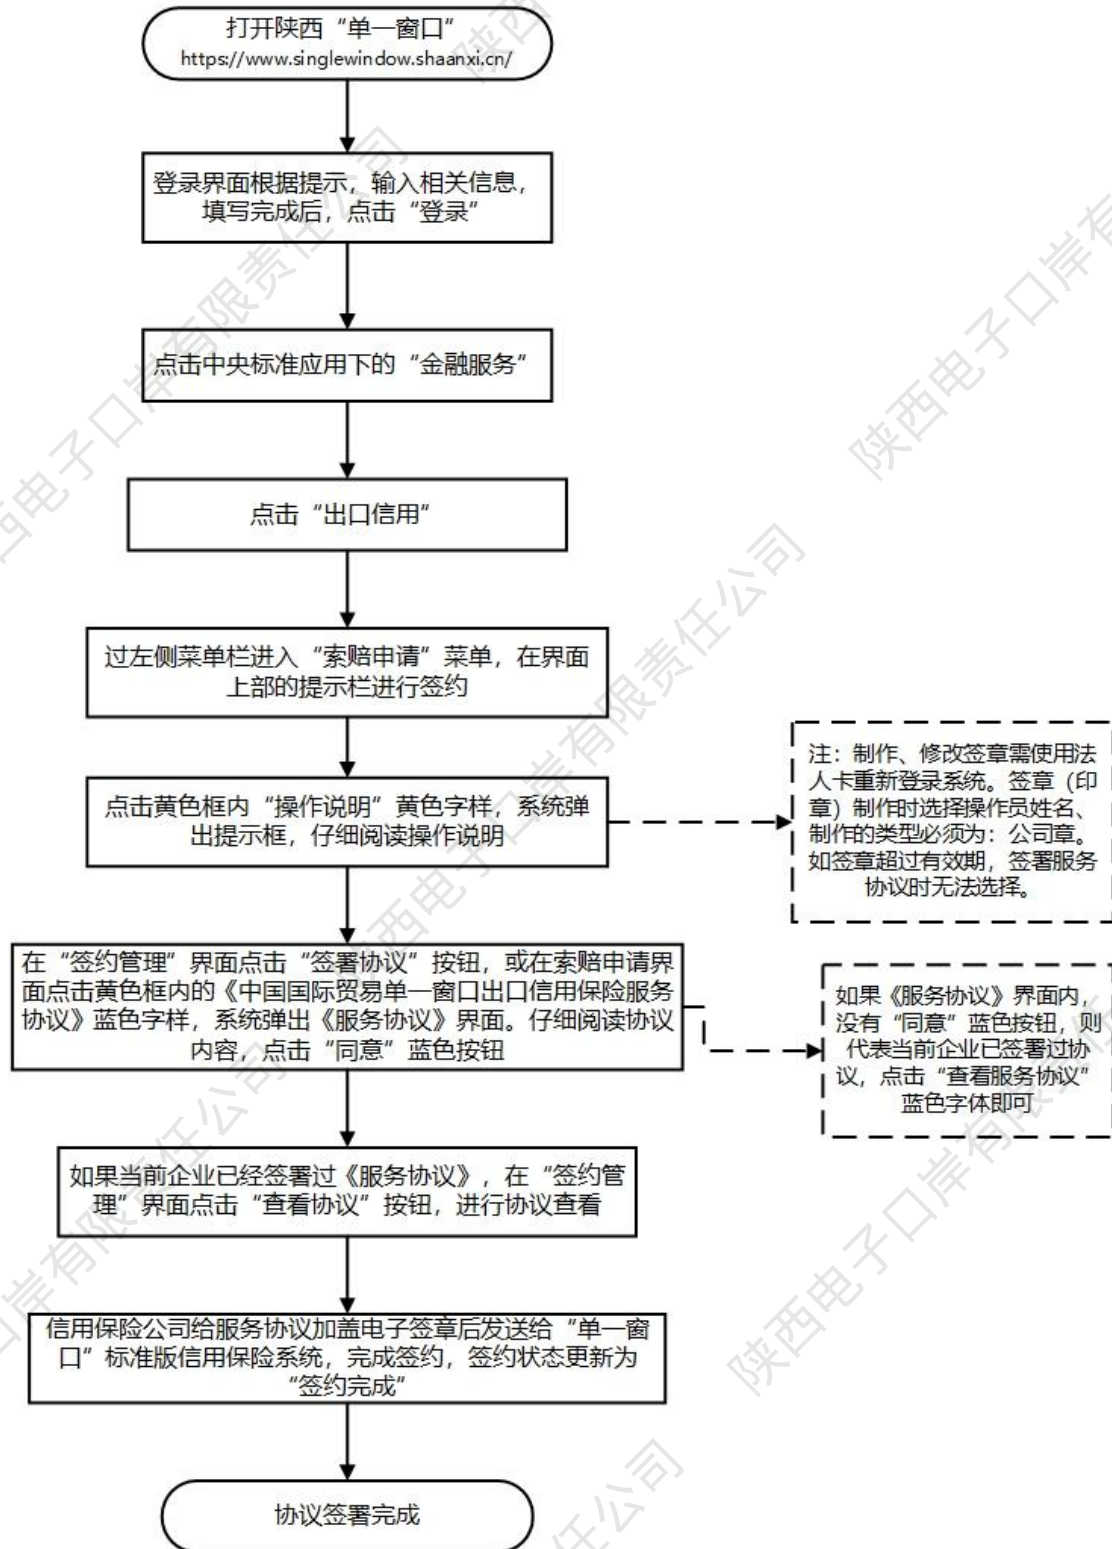 打开陕西“单一窗口”
https://www.singlewindow.shaanxi.cn/
登录界面根据提示，输入相关信息，
填写完成后，点击“登录”
点击中央标准应用下的“金融服务”
点击“出口信用”
过左侧菜单栏进入“索赔申请”菜单，在界面
上部的提示栏进行签约
点击黄色框内“操作说明”黄色字样，系统弹
出提示框，仔细阅读操作说明
注：制作、修改签章需使用法
人卡重新登录系统。签章（印
章）制作时选择操作员姓名、
制作的类型必须为：公司章。
如签章超过有效期，签署服务
协议时无法选择。
在“签约管理”界面点击“签署协议”按钮，或在索赔申请界
面点击黄色框内的《中国国际贸易单一窗口出口信用保险服务
协议》蓝色字样，系统弹出《服务协议》界面。仔细阅读协议
内容，点击“同意”蓝色按钮
如果《服务协议》界面内，
没有“同意”蓝色按钮，则
代表当前企业已签署过协
议，点击“查看服务协议”
蓝色字体即可
如果当前企业已经签署过《服务协议》，在“签约管
理”界面点击“查看协议”按钮，进行协议查看
信用保险公司给服务协议加盖电子签章后发送给“单一窗
口”标准版信用保险系统，完成签约，签约状态更新为
“签约完成”
协议签署完成
陕西电子口岸有限责任公司